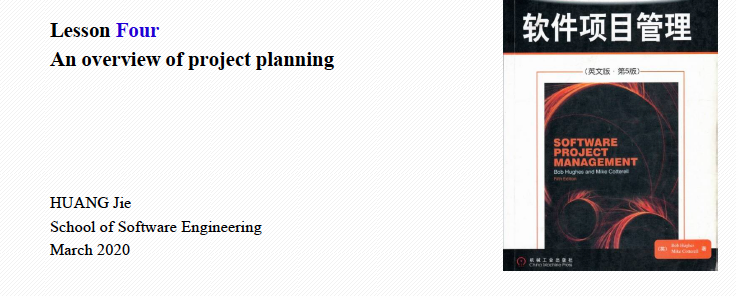 Lesson Four
An overview of project planning
HUANG Jie
School of Software Engineering
March 2020
软件项目管理
（英文版 · 第5版）
SOFTWARE
PROJECT
MANAGEMENT
Bob Hughes and Mike Cotterell
Fifth Edition
（英） Bob Hughes 著
Mike Cotterell
机械工业出版社
China Machine Press